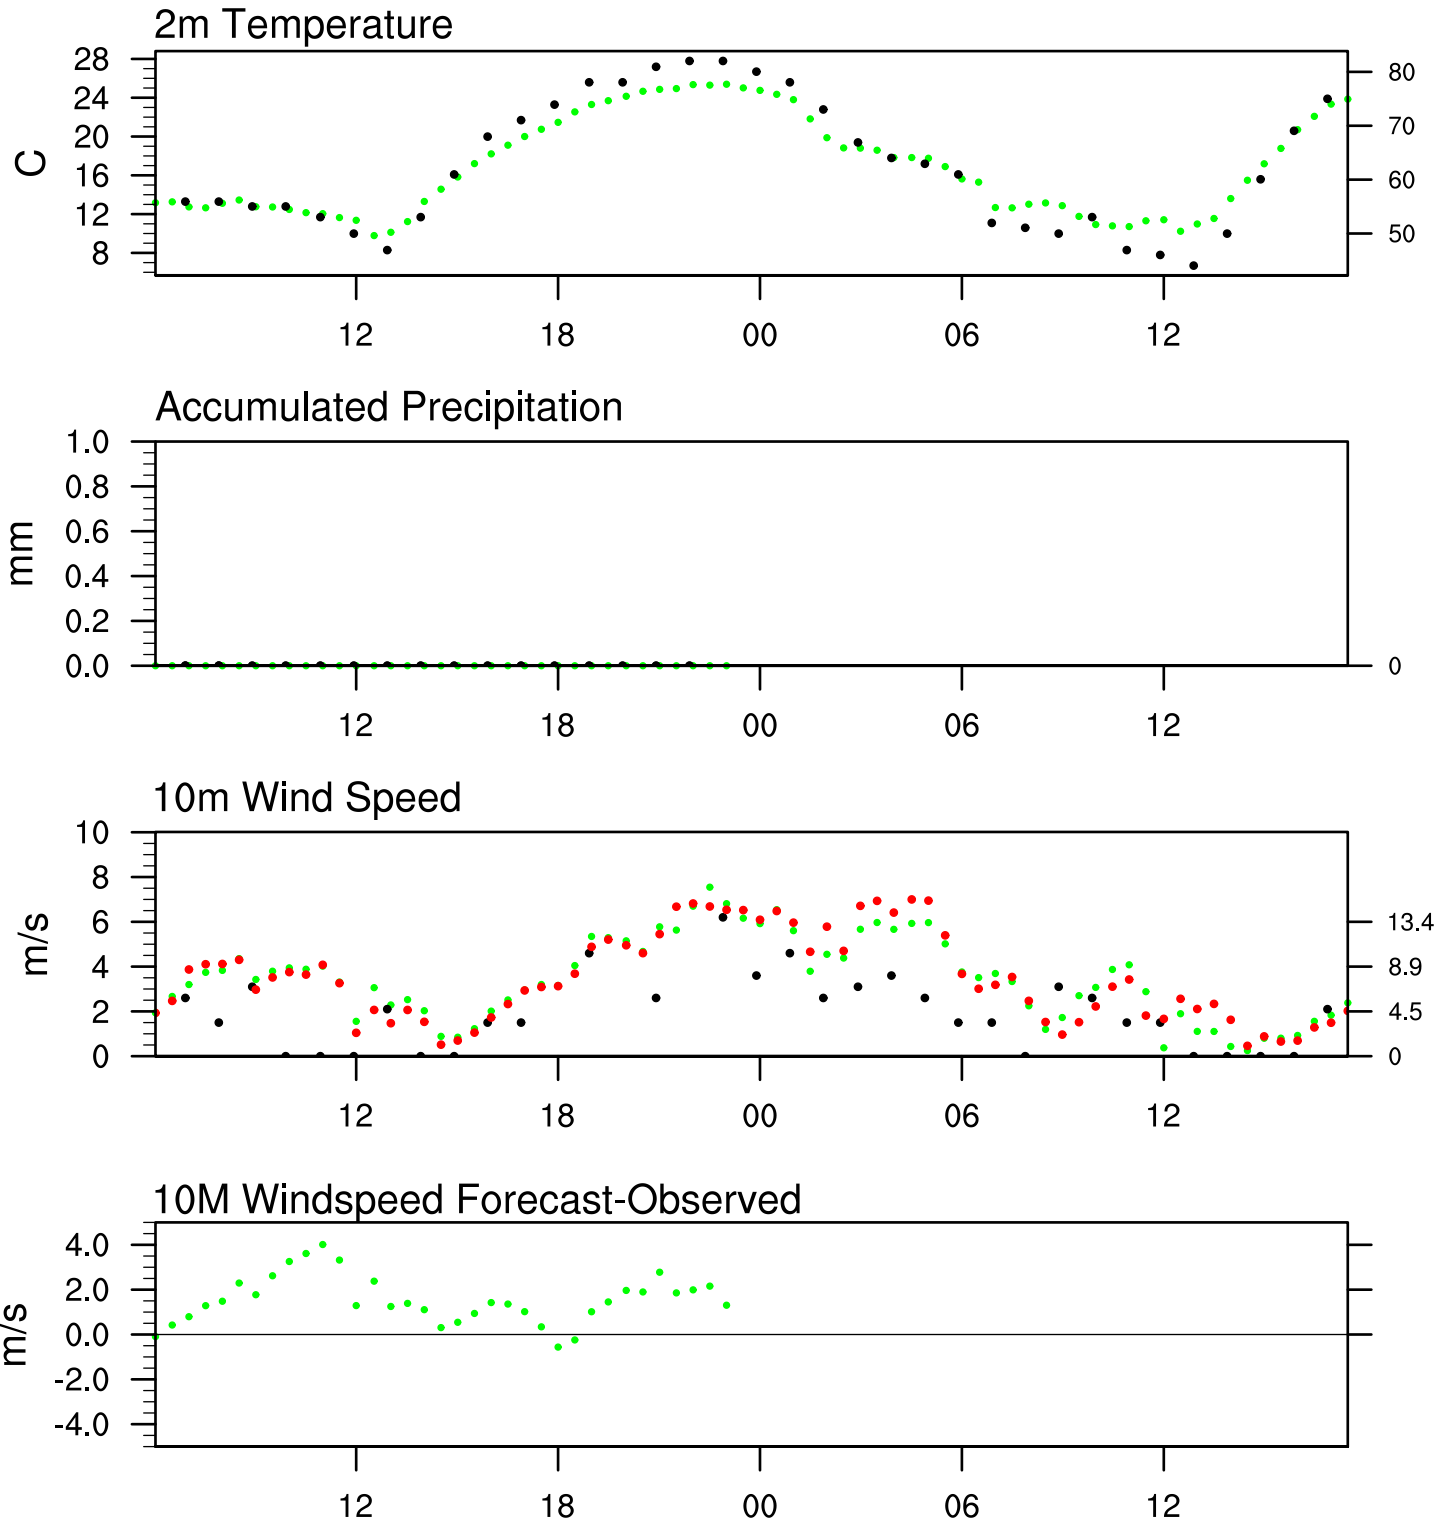 2m Temperature
28
24
20
16
12
8
C
80
70
60
50
12 18 00 06 12
Accumulated Precipitation
1.0
0.8
0.6
0.4
0.2
0.0
mm
0
12 18 00 06 12
10m Wind Speed
10
8
6
4
2
0
m/s
13.4
8.9
4.5
0
12 18 00 06 12
10M Windspeed Forecast-Observed
4.0
2.0
0.0
-2.0
-4.0
m/s
12 18 00 06 12